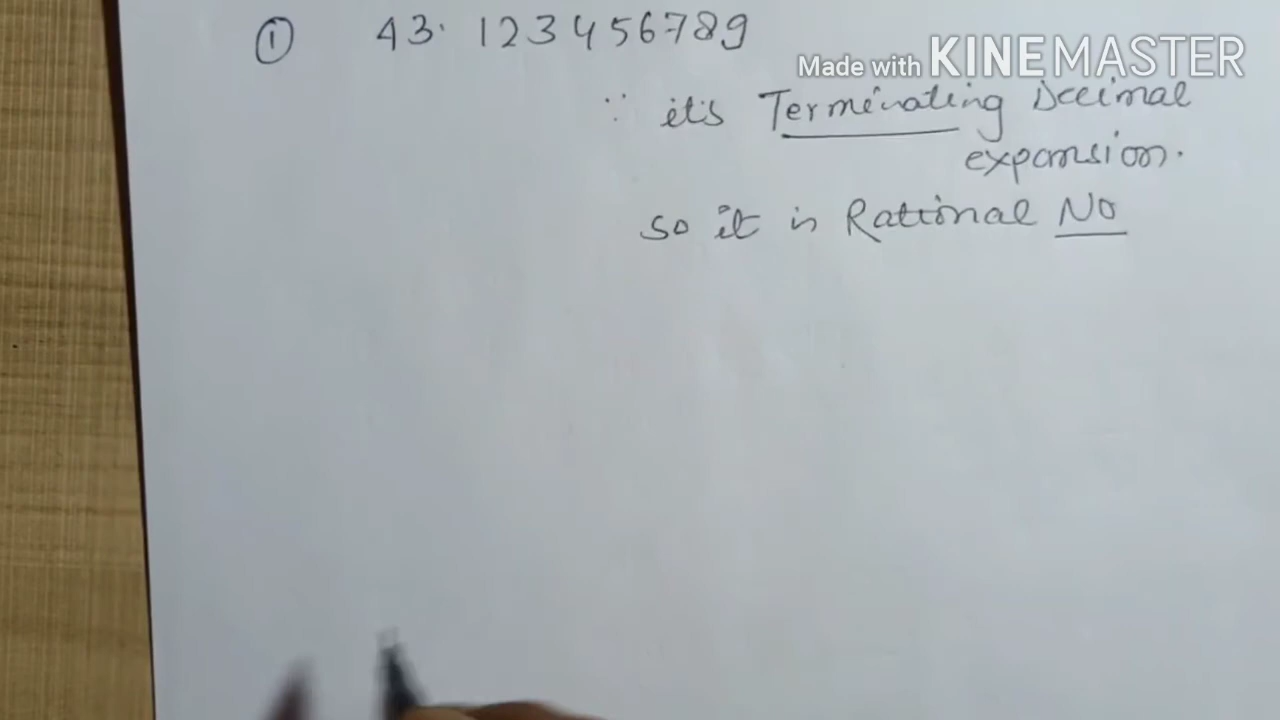 ① 43. 123456789
Made with KINEMASTER
∵ it's Terminating Decimal
expansion.
so it is Rational No